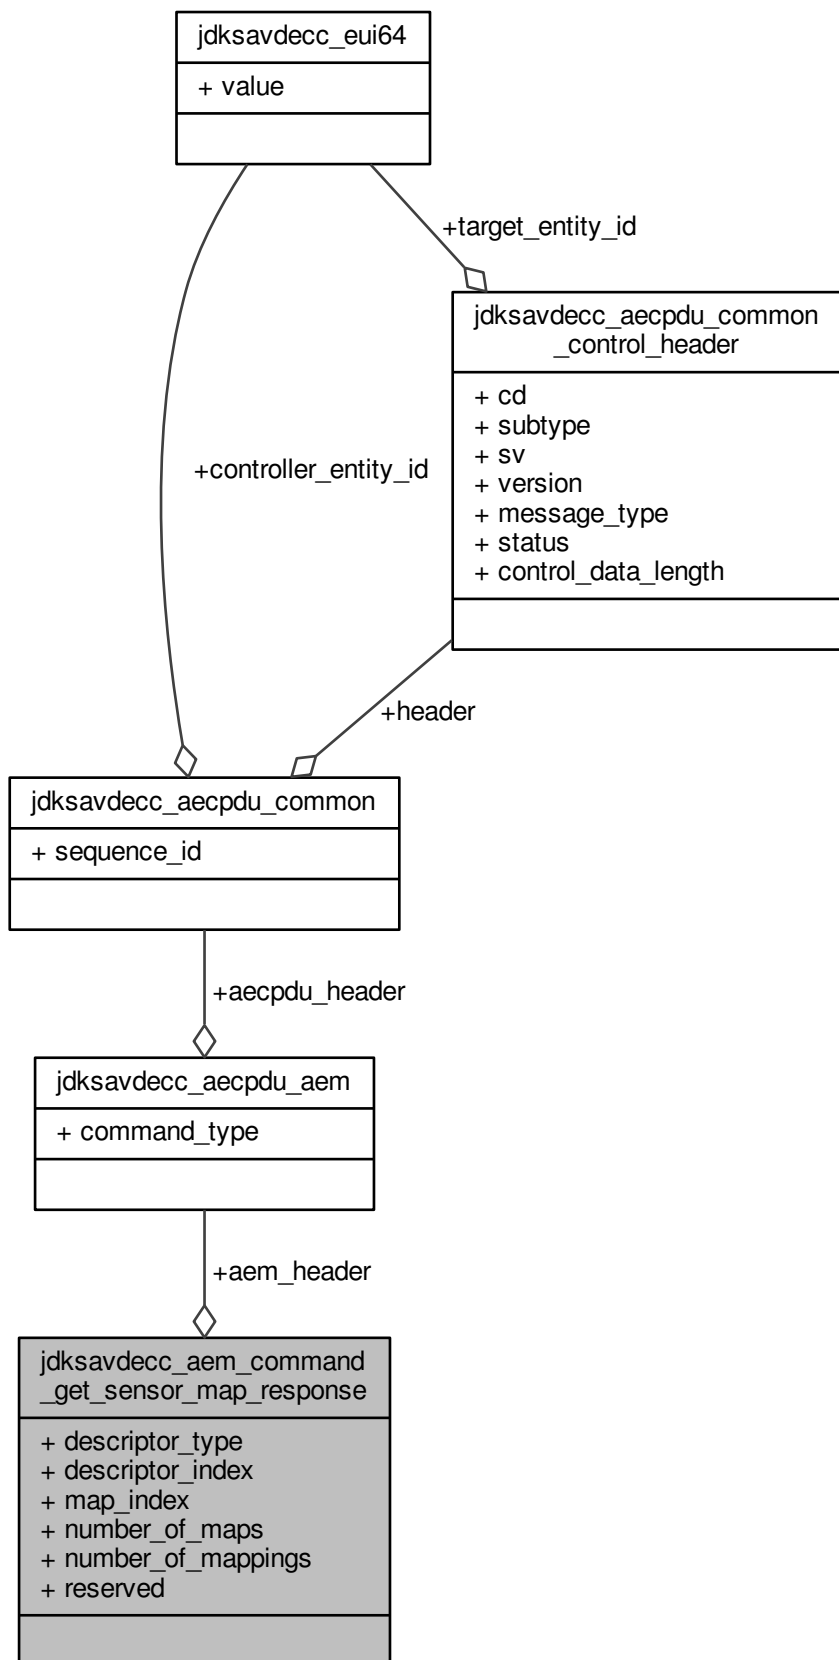 jdksavdecc_eui64
+ value
+target_entity_id
jdksavdecc_aecpdu_common
_control_header
+ cd
+ subtype
+ sv
+ version
+ message_type
+ status
+ control_data_length
+controller_entity_id
+header
jdksavdecc_aecpdu_common
+ sequence_id
+aecpdu_header
jdksavdecc_aecpdu_aem
+ command_type
+aem_header
jdksavdecc_aem_command
_get_sensor_map_response
+ descriptor_type
+ descriptor_index
+ map_index
+ number_of_maps
+ number_of_mappings
+ reserved